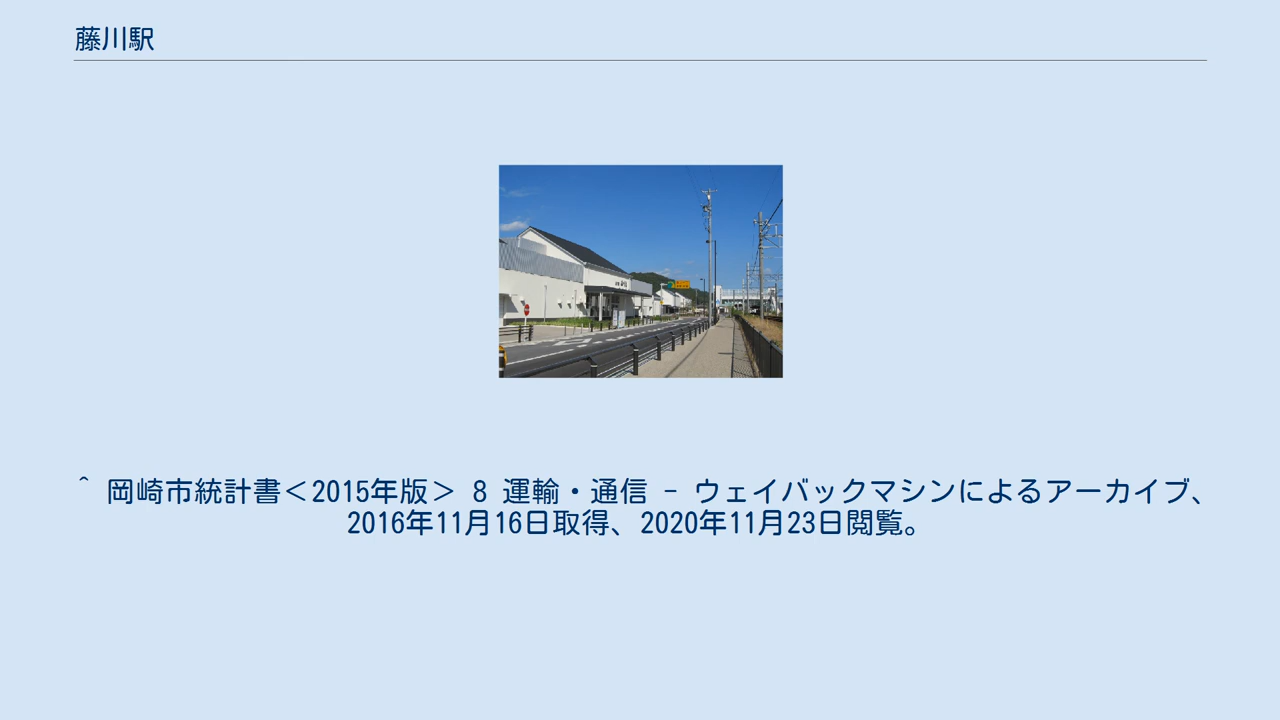 藤川駅
^ 岡崎市統計書＜2015年版＞ 8 運輸・通信 - ウェイバックマシンによるアーカイブ、
2016年11月16日取得、2020年11月23日閲覧。